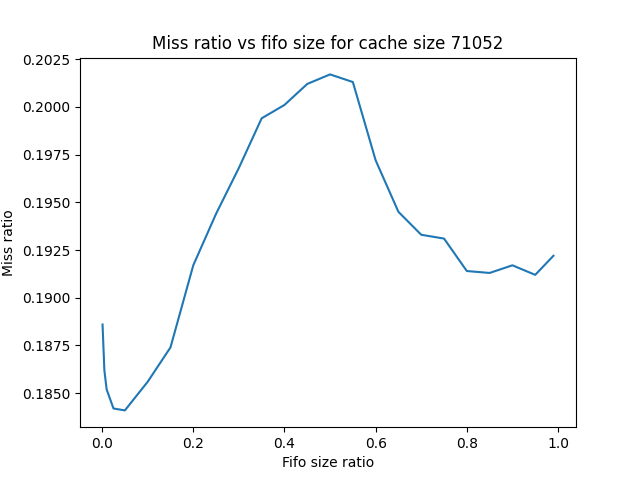 Miss ratio vs fifo size for cache size 71052
0.2025
0.2000
0.1975
0.1950
0.1925
0.1900
0.1875
0.1850
Miss ratio
0.0 0.2 0.4 0.6 0.8 1.0
Fifo size ratio